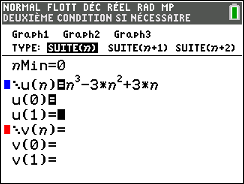 NORMAL FLOTT DÉC RÉEL RAD MP
DEUXIÈME CONDITION SI NÉCESSAIRE
Graph1 Graph2 Graph3
TYPE: SUITE(n) SUITE(n+1) SUITE(n+2)
nMin=0
u(n)=n³-3*n²+3*n
u(0)=
u(1)=
v(n)=
v(0)=
v(1)=